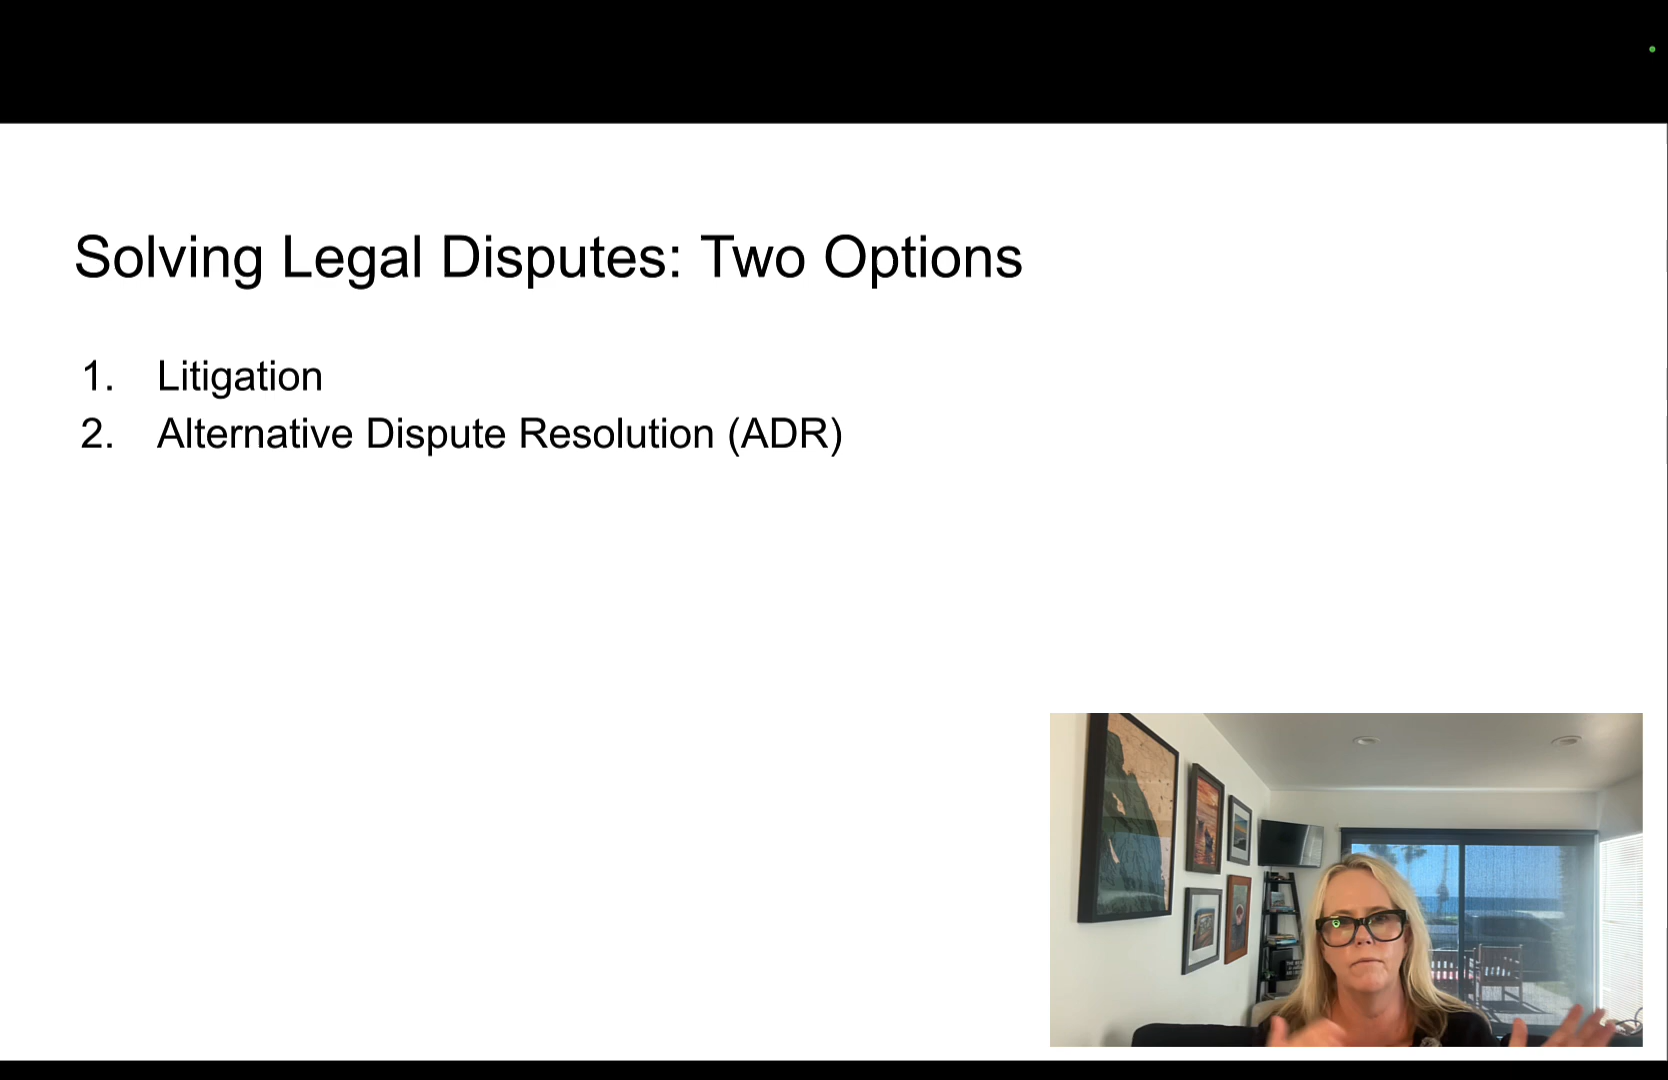 Solving Legal Disputes: Two Options
1. Litigation
2. Alternative Dispute Resolution (ADR)